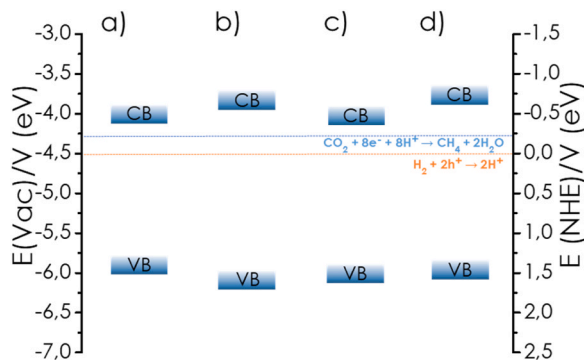 a) b) c) d)
-3,0 -1,5
-3,5 -1,0
CB CB CB CB
-4,0 -0,5
CO₂ + 8e⁻ + 8H⁺ → CH₄ + 2H₂O
-4,5 0,0
H₂ + 2h⁺ → 2H⁺
-5,0 0,5
-5,5 1,0
VB VB VB VB
-6,0 1,5
-6,5 2,0
-7,0 2,5
E(Vac)/V (eV)
E (NHE)/V (eV)